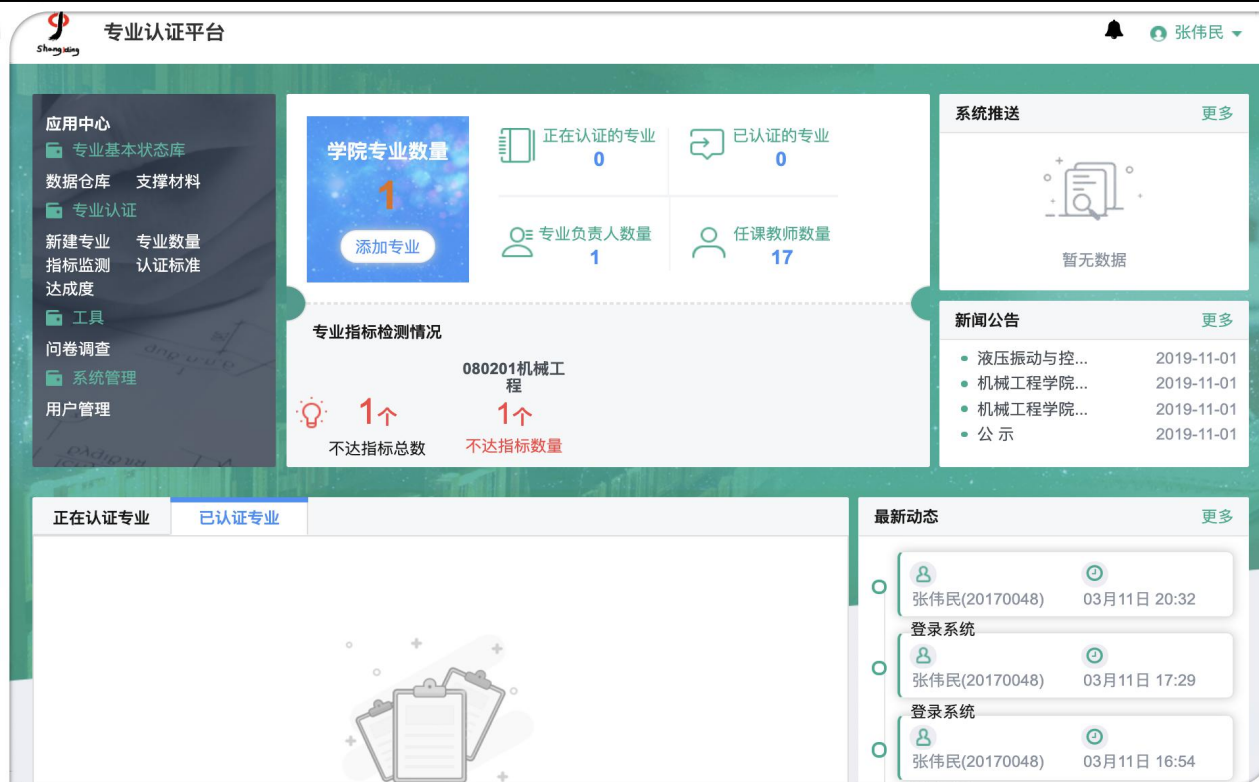 Shangxing
专业认证平台
张伟民
应用中心
专业基本状态库
数据仓库 支撑材料
专业认证
新建专业 专业数量
指标监测 认证标准
达成度
工具
问卷调查
系统管理
用户管理
学院专业数量
1
添加专业
正在认证的专业
0
已认证的专业
0
专业负责人数量
1
任课教师数量
17
专业指标检测情况
1个
不达指标总数
080201机械工
程
1个
不达指标数量
系统推送 更多
暂无数据
新闻公告 更多
液压振动与控... 2019-11-01
机械工程学院... 2019-11-01
机械工程学院... 2019-11-01
公 示 2019-11-01
正在认证专业 已认证专业
最新动态 更多
张伟民(20170048) 03月11日 20:32
登录系统
张伟民(20170048) 03月11日 17:29
登录系统
张伟民(20170048) 03月11日 16:54